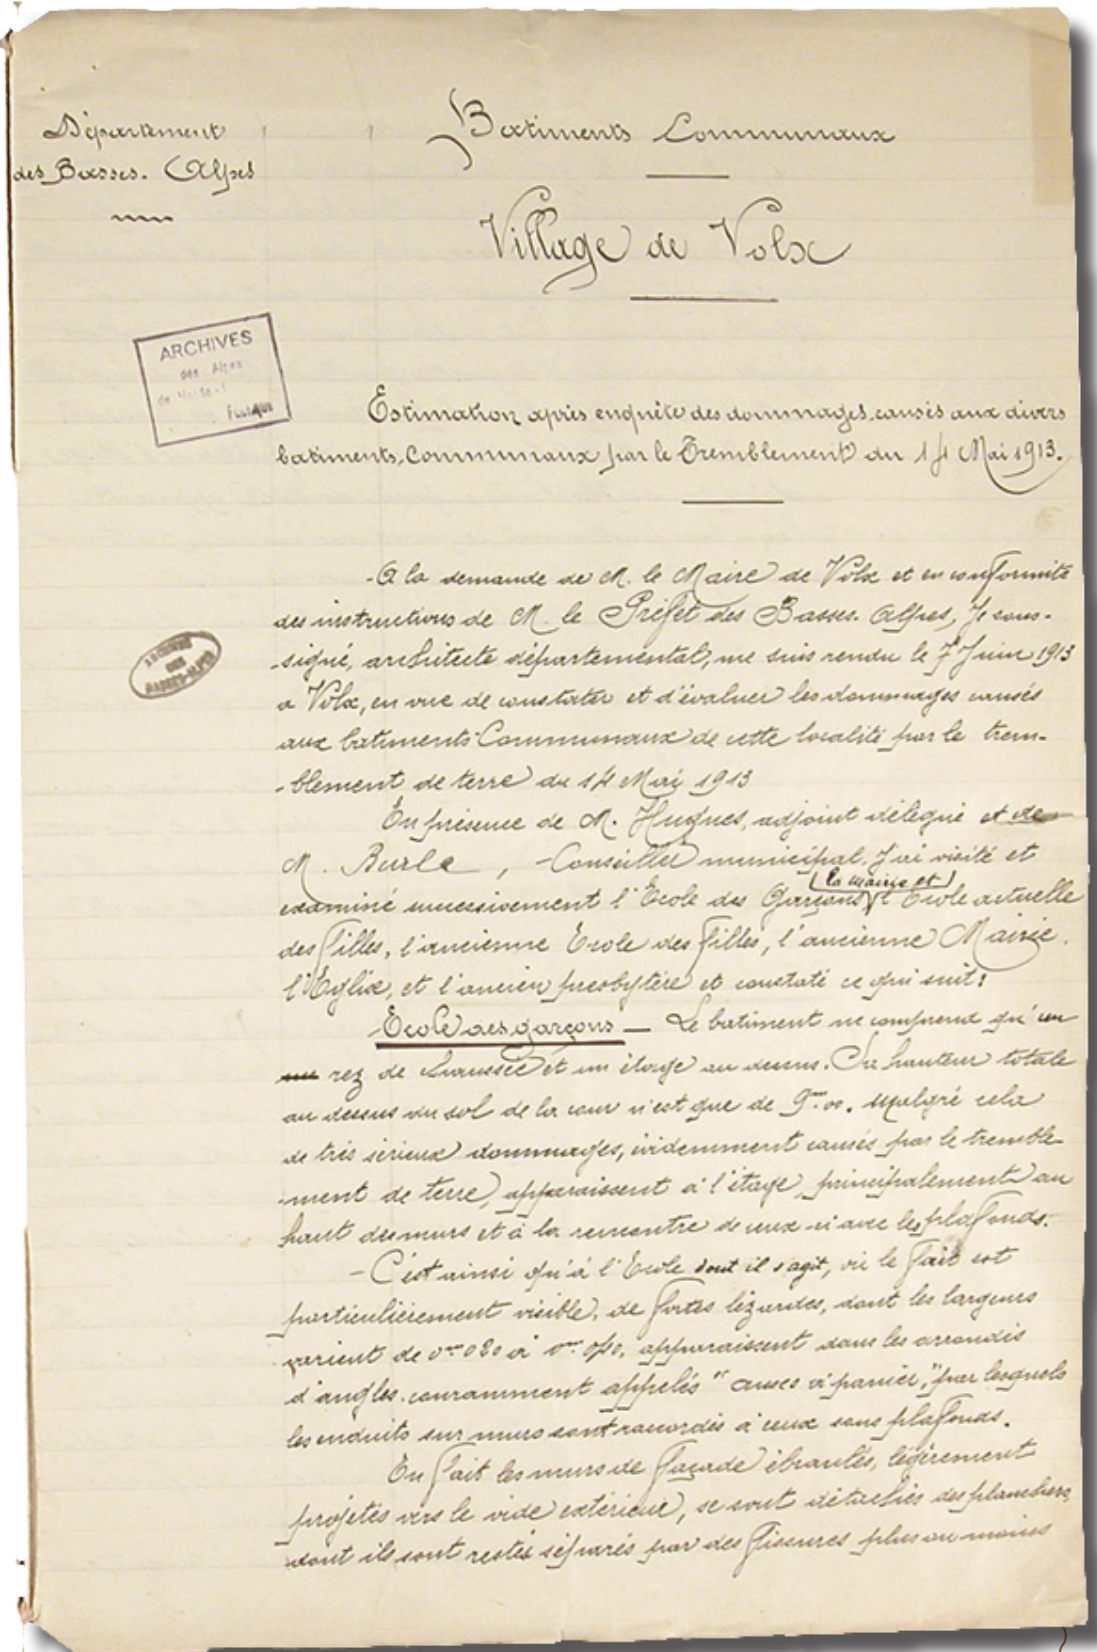 Département
des Basses-Alpes
Batiments Communaux
Village de Volx
ARCHIVES
des Alpes
de Haute-
Estimation après enquête des dommages causés aux divers
batiments Communaux par le Tremblement du 14 Mai 1913.
ARCHIVES
DES
BASSES-ALPES
A la demande de M. le Maire de Volx et en conformité
des instructions de M. le Préfet des Basses-Alpes, Je sous-
-signé, architecte départemental, me suis rendu le 7 Juin 1913
a Volx, en vue de constater et d'évaluer les dommages causés
aux batiments Communaux de cette localité par le trem-
-blement de terre du 14 Mai 1913
En présence de M. Hugues, adjoint délégué et de
M. Burle, Conseiller municipal. J'ai visité et
la mairie et
examiné successivement l'Ecole des Garçons l'Ecole actuelle
des filles, l'ancienne Ecole des filles, l'ancienne Mairie.
l'Eglise, et l'ancien presbytère et constaté ce qui suit:
Ecole des garçons — Le batiment ne comprend qu'un
un rez de chaussée et un étage au dessus. Sa hauteur totale
au dessus du sol de la cour n'est que de 9m00. malgré cela
de très sérieux dommages, évidemment causés par le tremble-
-ment de terre, apparaissent à l'étage, principalement au
haut des murs et à la rencontre de ceux-ci avec les plafonds.
- C'est ainsi qu'à l'Ecole dont il s'agit, où le fait est
particulièrement visible, de fortes lézardes, dont les largeurs
varient de 0m020 à 0m040, apparaissent dans les arrondis
d'angles, couramment appelés "anses à panier," par lesquels
les enduits sur murs sont raccordés à ceux sous plafonds.
En fait les murs de façade ébranlés, légèrement
projetés vers le vide extérieur, se sont détachés des planchers,
dont ils sont restés séparés par des fissures plus ou moins